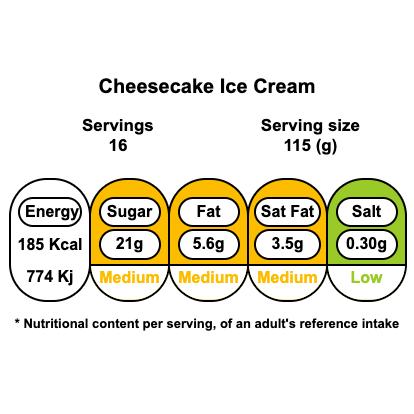 Cheesecake Ice Cream
Servings
16
Serving size
115 (g)
Energy Sugar Fat Sat Fat Salt
185 Kcal 21g 5.6g 3.5g 0.30g
774 Kj Medium Medium Medium Low
* Nutritional content per serving, of an adult's reference intake